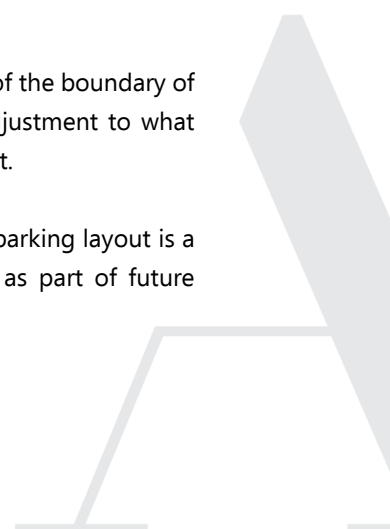 of the boundary of
justment to what
t.
parking layout is a
as part of future